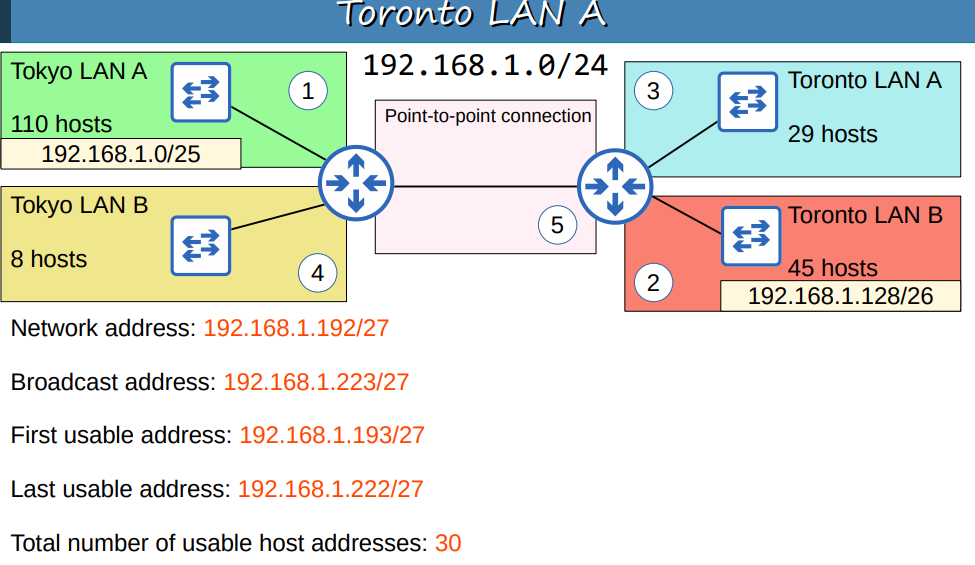 Toronto LAN A
192.168.1.0/24
Tokyo LAN A
110 hosts
192.168.1.0/25
1
Point-to-point connection
5
3
Toronto LAN A
29 hosts
Tokyo LAN B
8 hosts
4
Toronto LAN B
45 hosts
2
192.168.1.128/26
Network address: 192.168.1.192/27
Broadcast address: 192.168.1.223/27
First usable address: 192.168.1.193/27
Last usable address: 192.168.1.222/27
Total number of usable host addresses: 30